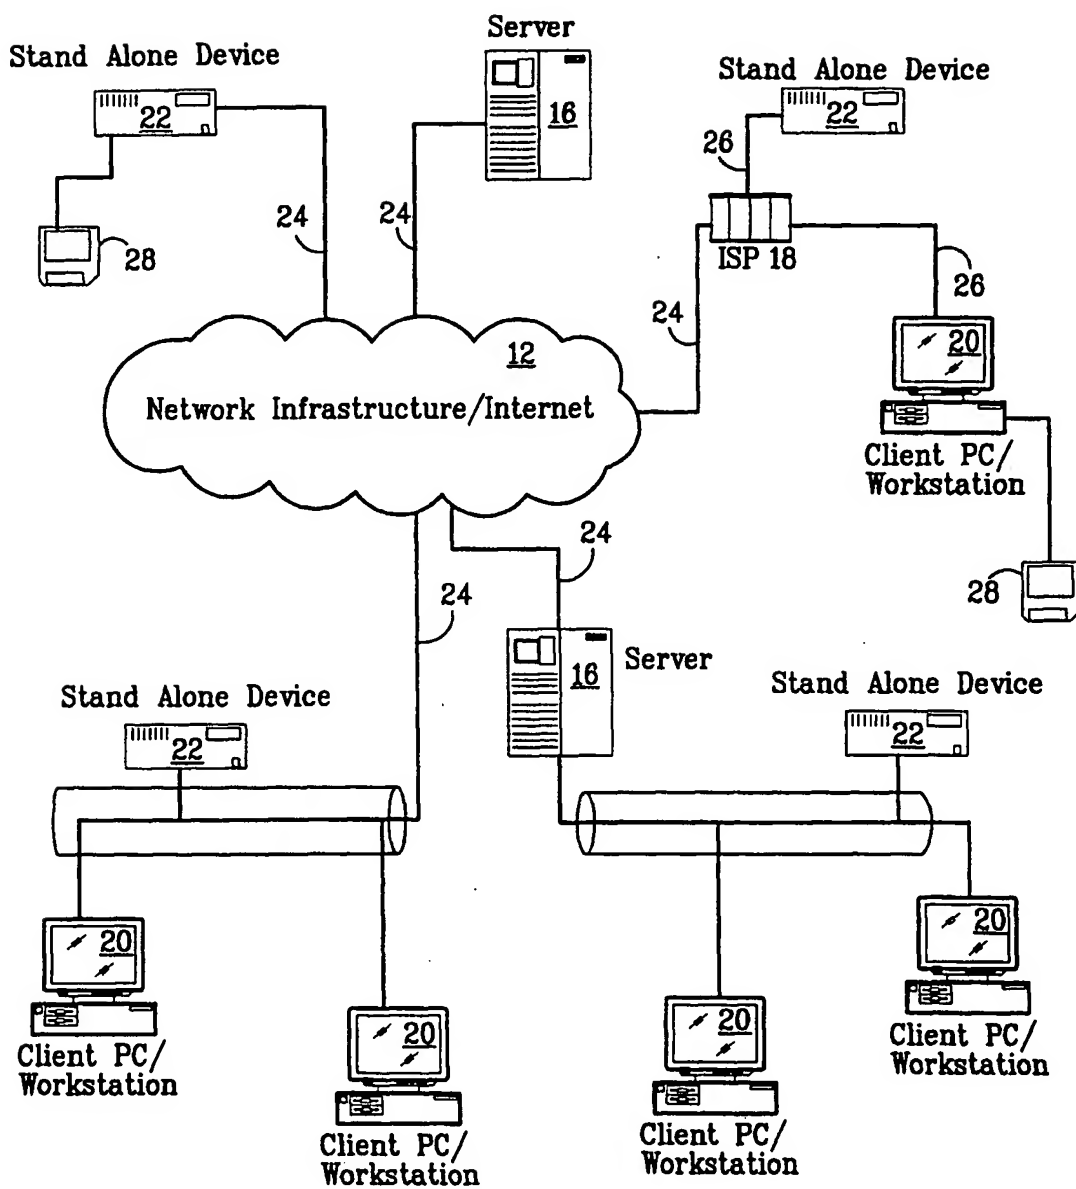 Server
Stand Alone Device
22
16
Stand Alone Device
22
26
24
24
28
ISP 18
26
24
20
12
Network Infrastructure/Internet
Client PC/
Workstation
24
24
28
16
Server
Stand Alone Device
22
Stand Alone Device
22
20
20
20
20
Client PC/
Workstation
Client PC/
Workstation
Client PC/
Workstation
Client PC/
Workstation